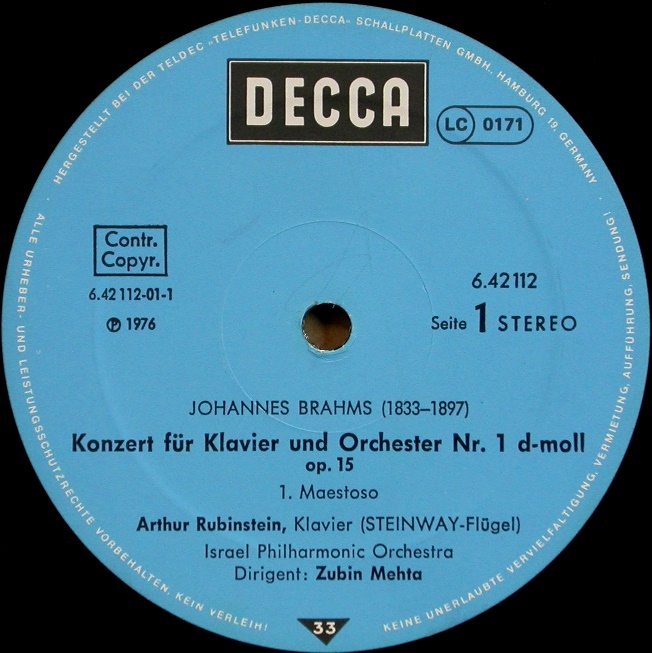 HERGESTELLT BEI DER TELDEC „TELEFUNKEN-DECCA" SCHALLPLATTEN GMBH., HAMBURG 19, GERMANY
DECCA
LC 0171
Contr.
Copyr.
6.42 112-01-1
℗ 1976
6.42112
Seite 1 STEREO
JOHANNES BRAHMS (1833–1897)
Konzert für Klavier und Orchester Nr. 1 d-moll
op. 15
1. Maestoso
Arthur Rubinstein, Klavier (STEINWAY-Flügel)
Israel Philharmonic Orchestra
Dirigent: Zubin Mehta
33
ALLE URHEBER- UND LEISTUNGSSCHUTZRECHTE VORBEHALTEN. KEIN VERLEIH!
KEINE UNERLAUBTE VERVIELFÄLTIGUNG, VERMIETUNG, AUFFÜHRUNG, SENDUNG!